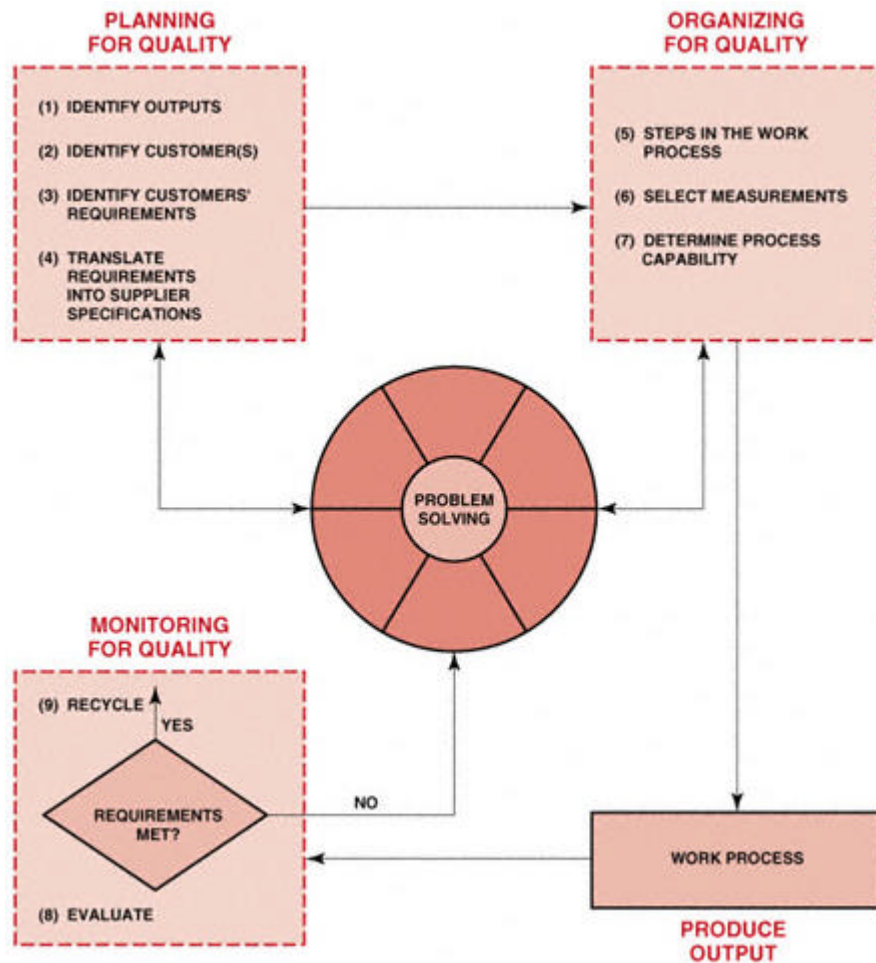 PLANNING
FOR QUALITY
(1) IDENTIFY OUTPUTS
(2) IDENTIFY CUSTOMER(S)
(3) IDENTIFY CUSTOMERS'
REQUIREMENTS
(4) TRANSLATE
REQUIREMENTS
INTO SUPPLIER
SPECIFICATIONS
ORGANIZING
FOR QUALITY
(5) STEPS IN THE WORK
PROCESS
(6) SELECT MEASUREMENTS
(7) DETERMINE PROCESS
CAPABILITY
PROBLEM
SOLVING
MONITORING
FOR QUALITY
(9) RECYCLE
YES
REQUIREMENTS
MET?
NO
(8) EVALUATE
WORK PROCESS
PRODUCE
OUTPUT